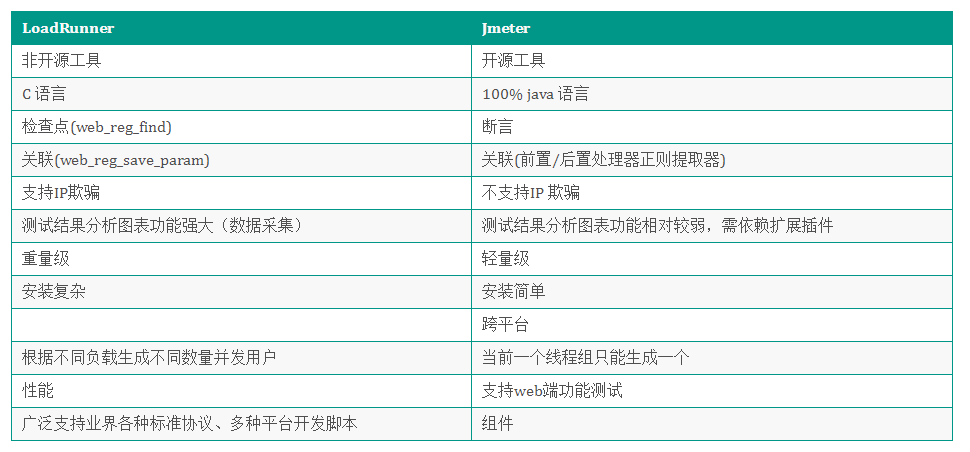 LoadRunner Jmeter
非开源工具 开源工具
C 语言 100% java 语言
检查点(web_reg_find) 断言
关联(web_reg_save_param) 关联(前置/后置处理器正则提取器)
支持IP欺骗 不支持IP 欺骗
测试结果分析图表功能强大（数据采集） 测试结果分析图表功能相对较弱，需依赖扩展插件
重量级 轻量级
安装复杂 安装简单
跨平台
根据不同负载生成不同数量并发用户 当前一个线程组只能生成一个
性能 支持web端功能测试
广泛支持业界各种标准协议、多种平台开发脚本 组件